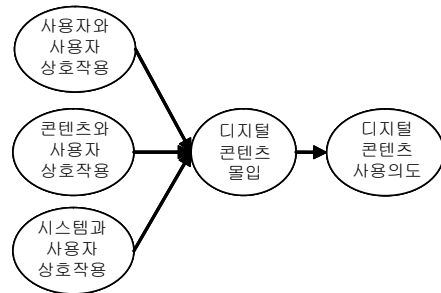 사용자와
사용자
상호작용
콘텐츠와
사용자
상호작용
시스템과
사용자
상호작용
디지털
콘텐츠
몰입
디지털
콘텐츠
사용의도